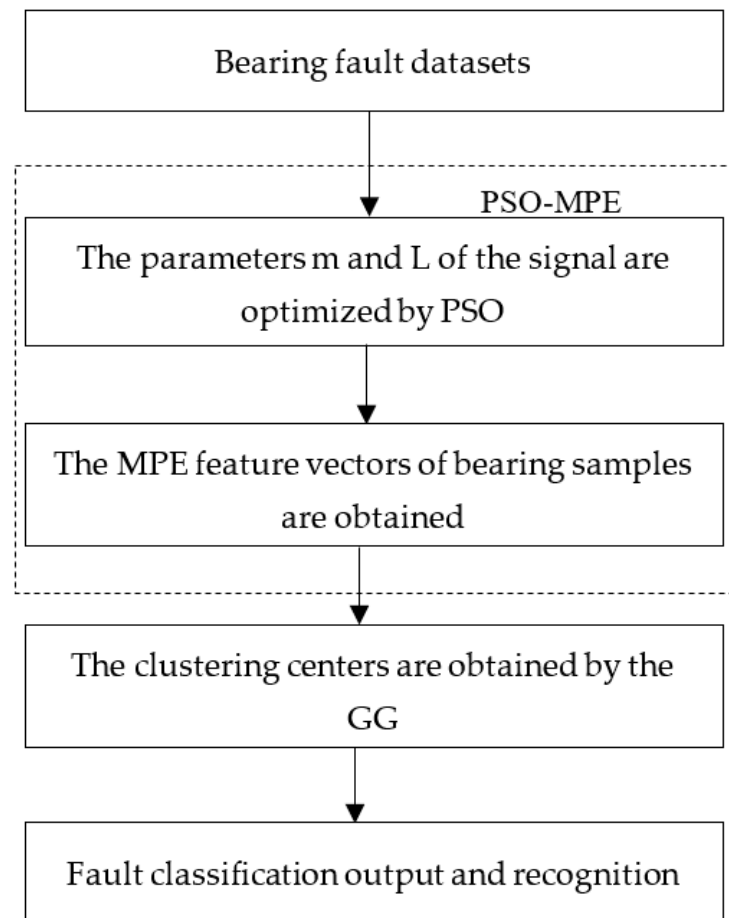 Bearing fault datasets
PSO-MPE
The parameters m and L of the signal are
optimized by PSO
The MPE feature vectors of bearing samples
are obtained
The clustering centers are obtained by the
GG
Fault classification output and recognition